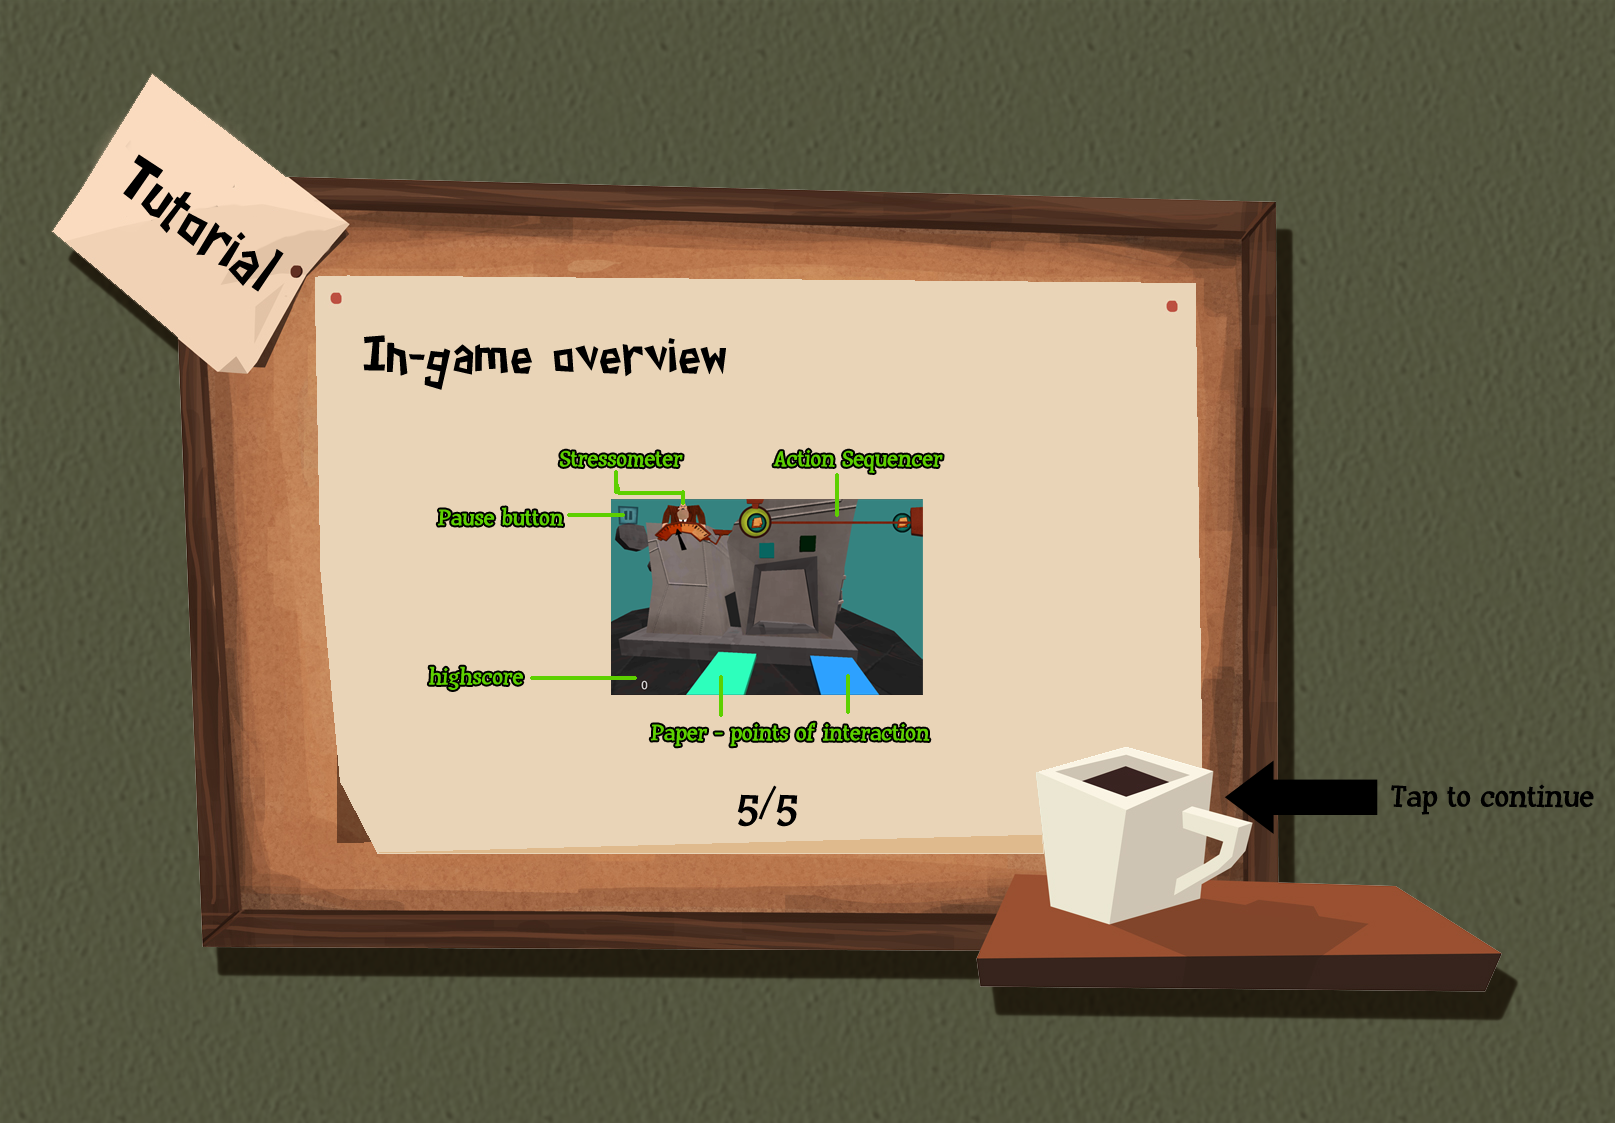 Tutorial
In-game overview
Stressometer
Action Sequencer
Pause button
highscore
0
Paper - points of interaction
5/5
Tap to continue